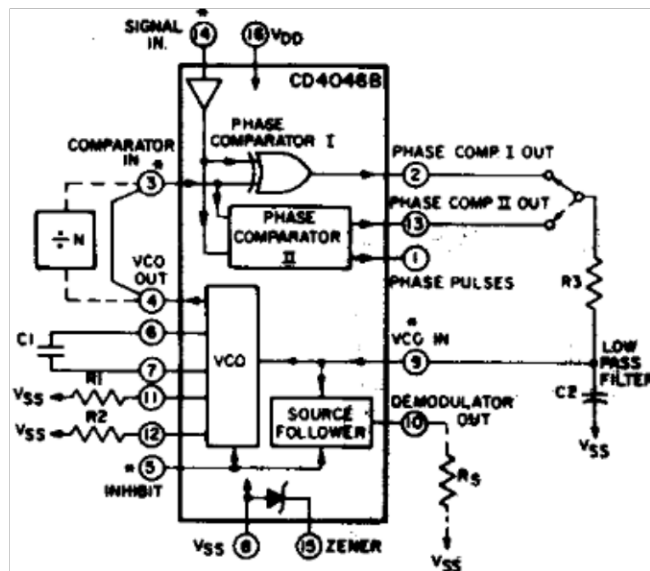 *
SIGNAL IN.
14
16
VDD
CD4046B
PHASE
COMPARATOR I
COMPARATOR
IN *
3
PHASE COMP. I OUT
2
PHASE COMP II OUT
13
÷ N
PHASE
COMPARATOR
II
1
PHASE PULSES
VCO
OUT
4
R3
C1
6
7
VCO
*
VCO IN
9
LOW
PASS
FILTER
C2
VSS
R1
11
VSS
R2
12
SOURCE
FOLLOWER
DEMODULATOR
OUT
10
* 5
INHIBIT
RS
VSS
VSS
8
15
ZENER